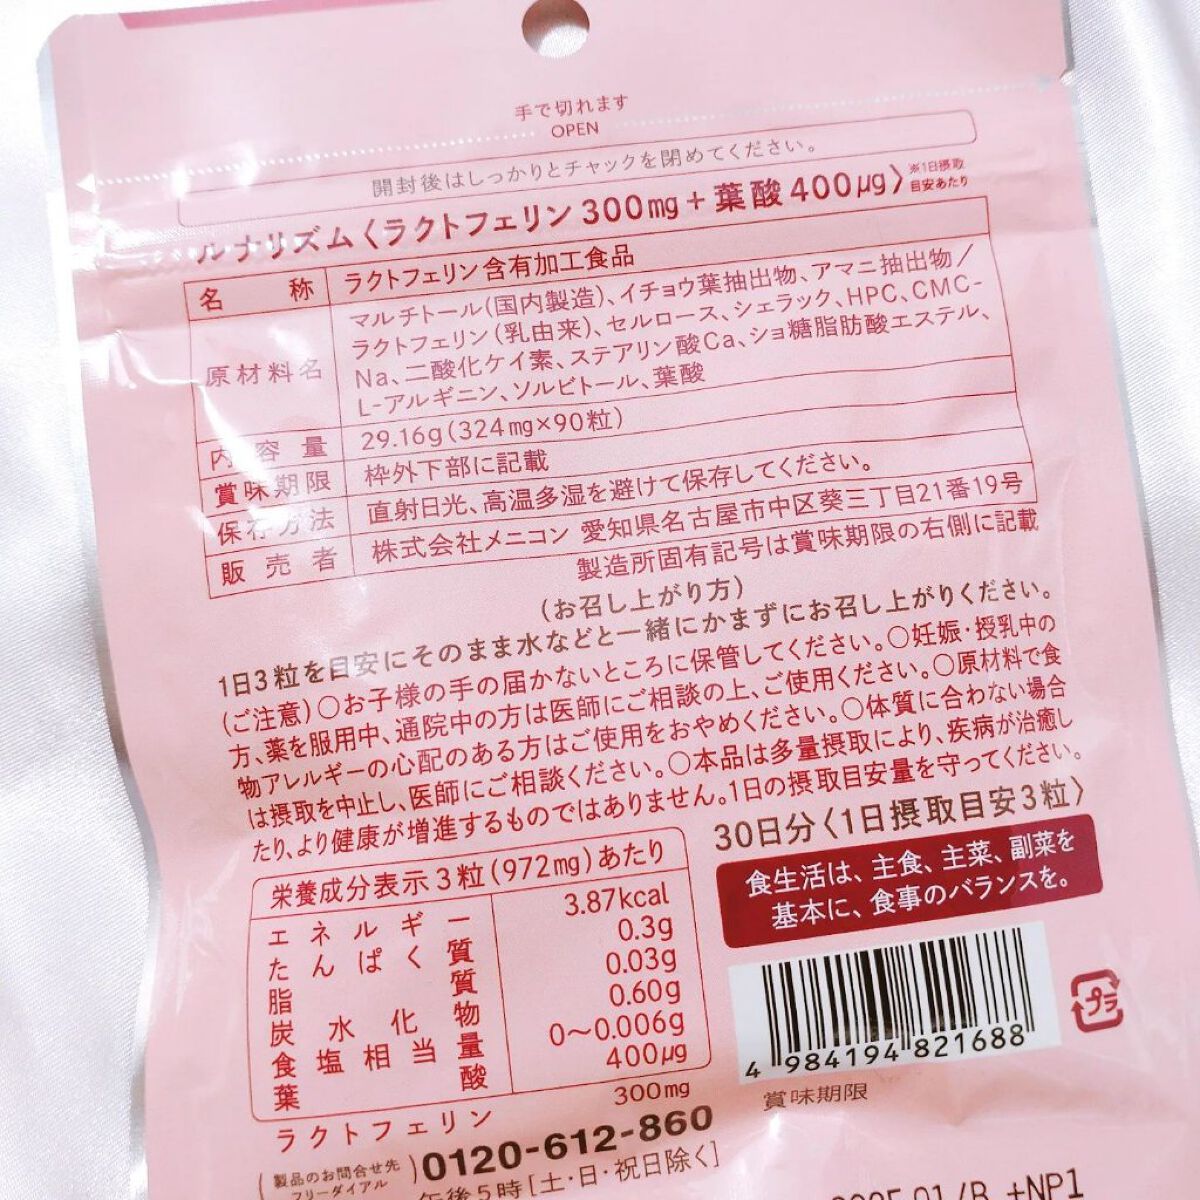 手で切れます
OPEN
開封後はしっかりとチャックを閉めてください。
ルナリズム〈ラクトフェリン300mg+葉酸400μg〉※1日摂取目安あたり
名称 ラクトフェリン含有加工食品
原材料名 マルチトール(国内製造)、イチョウ葉抽出物、アマニ抽出物/
ラクトフェリン(乳由来)、セルロース、シェラック、HPC、CMC-
Na、二酸化ケイ素、ステアリン酸Ca、ショ糖脂肪酸エステル、
L-アルギニン、ソルビトール、葉酸
内容量 29.16g(324mg×90粒)
賞味期限 枠外下部に記載
保存方法 直射日光、高温多湿を避けて保存してください。
販売者 株式会社メニコン 愛知県名古屋市中区葵三丁目21番19号
製造所固有記号は賞味期限の右側に記載
(お召し上がり方)
1日3粒を目安にそのまま水などと一緒にかまずにお召し上がりください。
(ご注意)○お子様の手の届かないところに保管してください。○妊娠・授乳中の
方、薬を服用中、通院中の方は医師にご相談の上、ご使用ください。○原材料で食
物アレルギーの心配のある方はご使用をおやめください。○体質に合わない場合
は摂取を中止し、医師にご相談ください。○本品は多量摂取により、疾病が治癒し
たり、より健康が増進するものではありません。1日の摂取目安量を守ってください。
30日分〈1日摂取目安3粒〉
食生活は、主食、主菜、副菜を
基本に、食事のバランスを。
栄養成分表示3粒(972mg)あたり
エネルギー 3.87kcal
たんぱく質 0.3g
脂質 0.03g
炭水化物 0.60g
食塩相当量 0〜0.006g
葉酸 400μg
ラクトフェリン 300mg
4 984194 821688
プラ
賞味期限
(製品のお問合せ先 フリーダイアル) 0120-612-860
午後5時[土・日・祝日除く]
+NP1